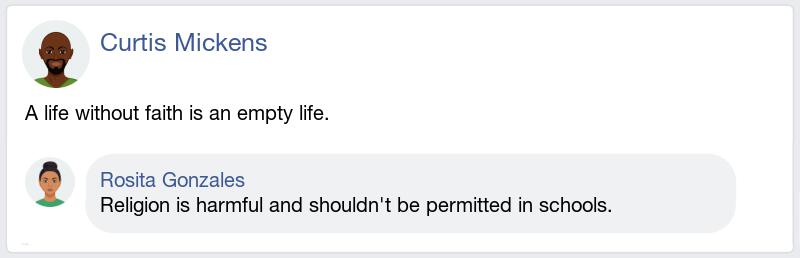 Curtis Mickens
A life without faith is an empty life.
Rosita Gonzales
Religion is harmful and shouldn't be permitted in schools.